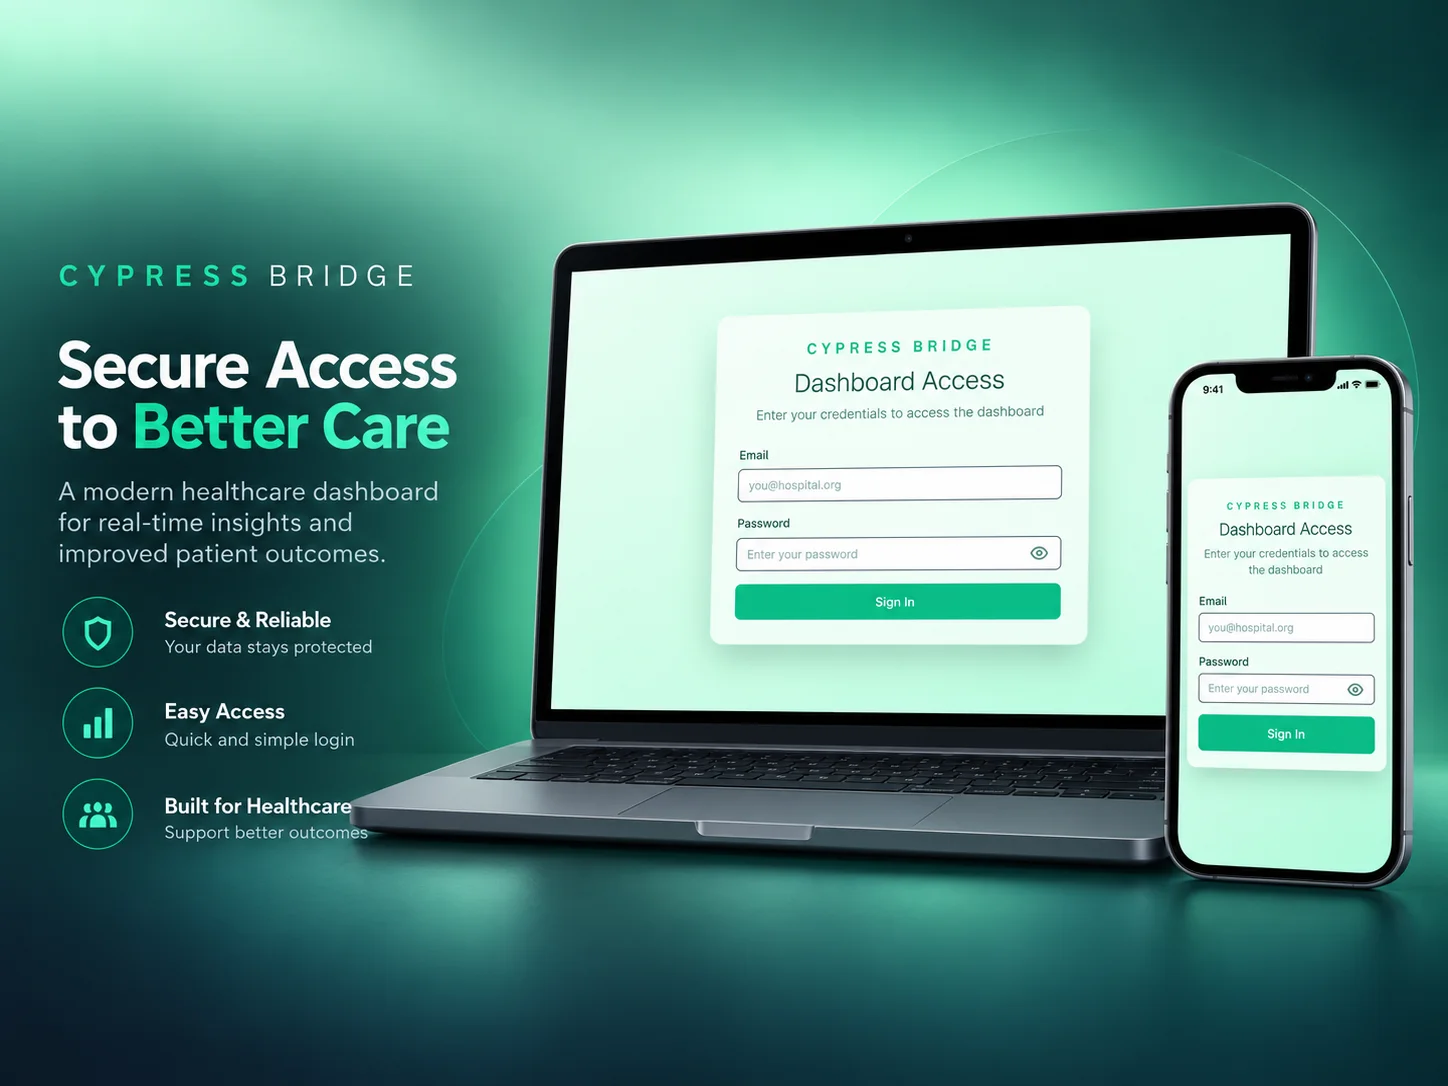 CYPRESS BRIDGE
Secure Access
to Better Care
A modern healthcare dashboard
for real-time insights and
improved patient outcomes.
Secure & Reliable
Your data stays protected
Easy Access
Quick and simple login
Built for Healthcare
Support better outcomes
CYPRESS BRIDGE
Dashboard Access
Enter your credentials to access the dashboard
Email
you@hospital.org
Password
Enter your password
Sign In
9:41
CYPRESS BRIDGE
Dashboard Access
Enter your credentials to access
the dashboard
Email
you@hospital.org
Password
Enter your password
Sign In